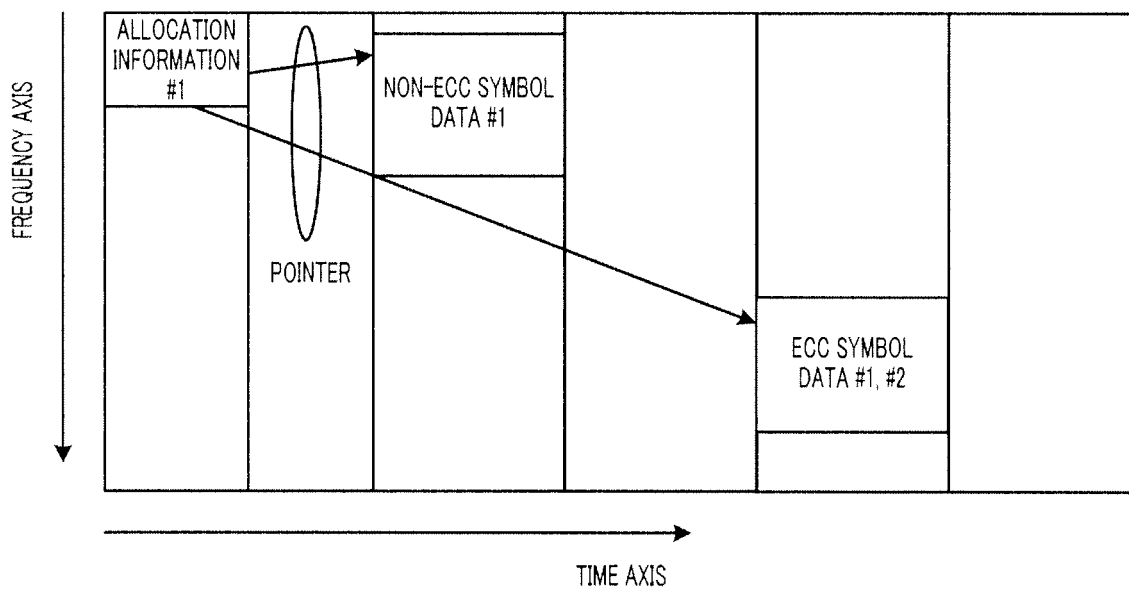 ALLOCATION
INFORMATION
#1
NON-ECC SYMBOL
DATA #1
FREQUENCY AXIS
POINTER
ECC SYMBOL
DATA #1, #2
TIME AXIS